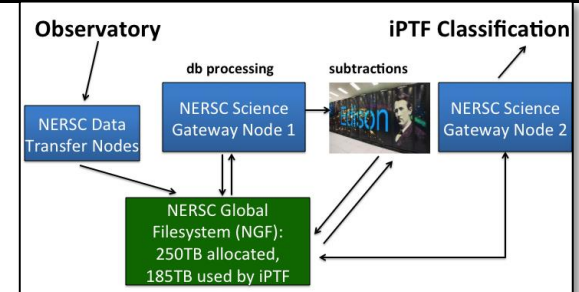 Observatory
iPTF Classification
db processing
subtractions
NERSC Data
Transfer Nodes
NERSC Science
Gateway Node 1
Edison
NERSC Science
Gateway Node 2
NERSC Global
Filesystem (NGF):
250TB allocated,
185TB used by iPTF